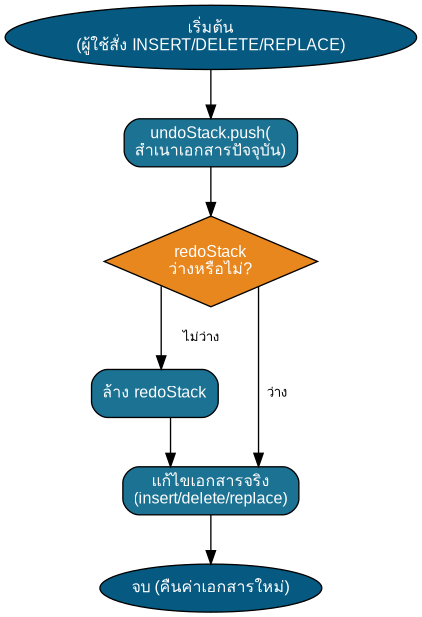 เริ่มต้น
(ผู้ใช้สั่ง INSERT/DELETE/REPLACE)
undoStack.push(
สำเนาเอกสารปัจจุบัน)
redoStack
ว่างหรือไม่?
ไม่ว่าง
ล้าง redoStack
ว่าง
แก้ไขเอกสารจริง
(insert/delete/replace)
จบ (คืนค่าเอกสารใหม่)